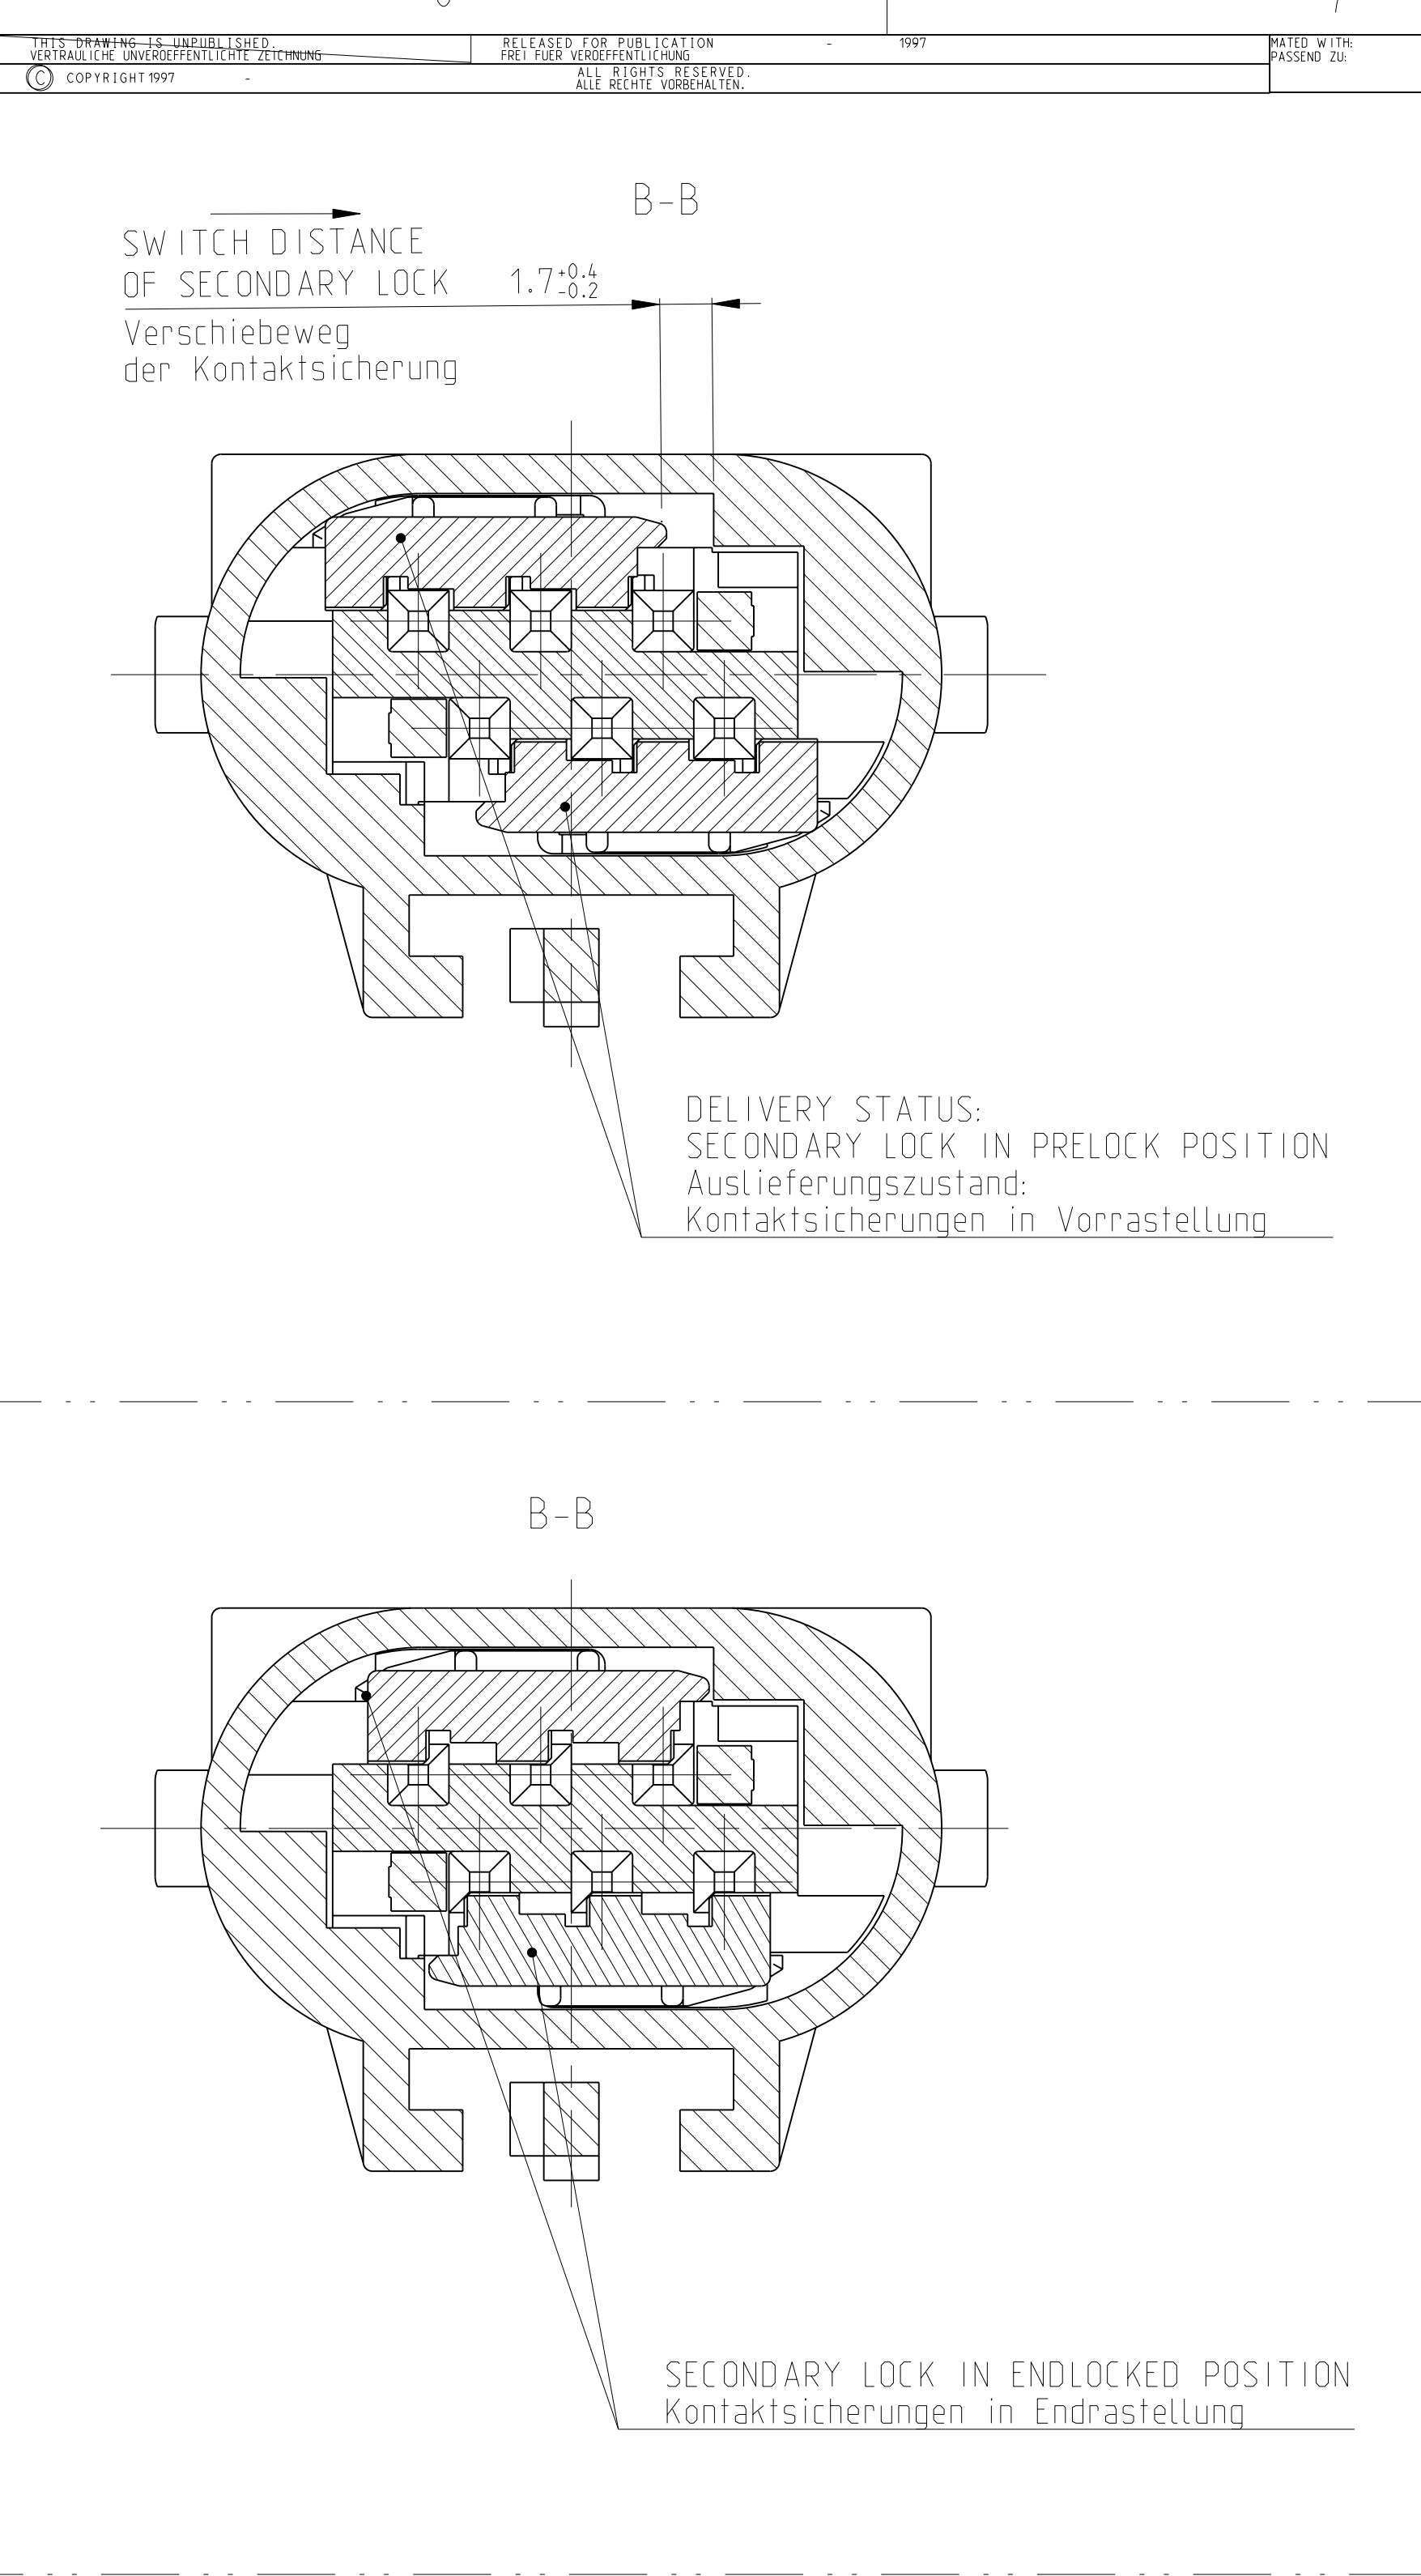 THIS DRAWING IS UNPUBLISHED.
VERTRAULICHE UNVEROEFFENTLICHTE ZEICHNUNG
RELEASED FOR PUBLICATION - 1997
FREI FUER VEROEFFENTLICHUNG
MATED WITH:
PASSEND ZU:
© COPYRIGHT 1997 -
ALL RIGHTS RESERVED.
ALLE RECHTE VORBEHALTEN.
B-B
SWITCH DISTANCE
OF SECONDARY LOCK 1.7 +0.4 -0.2
Verschiebeweg
der Kontaktsicherung
DELIVERY STATUS:
SECONDARY LOCK IN PRELOCK POSITION
Auslieferungszustand:
Kontaktsicherungen in Vorrastellung
B-B
SECONDARY LOCK IN ENDLOCKED POSITION
Kontaktsicherungen in Endrastellung